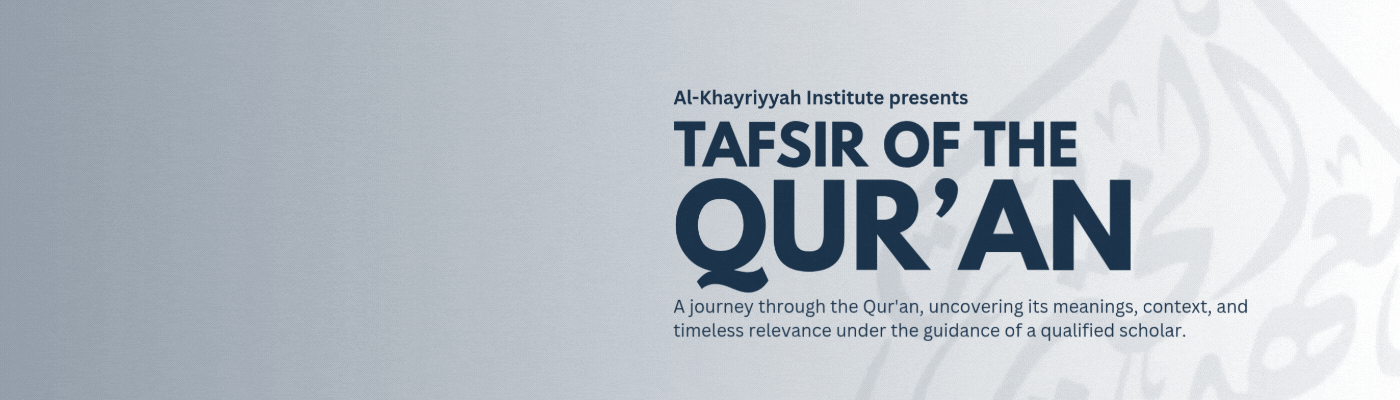 Al-Khayriyyah Institute presents
TAFSIR OF THE
QUR’AN
A journey through the Qur'an, uncovering its meanings, context, and
timeless relevance under the guidance of a qualified scholar.